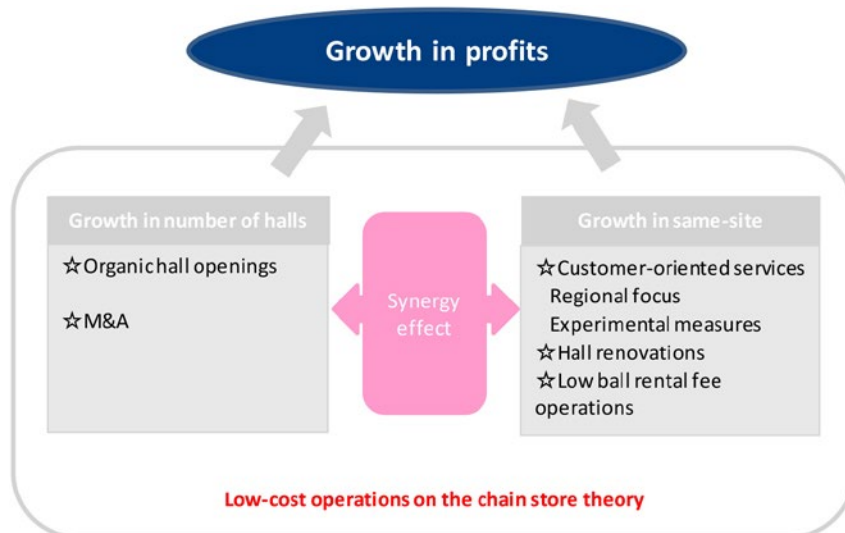 Growth in profits
Growth in number of halls
☆Organic hall openings
☆M&A
Synergy
effect
Growth in same-site
☆Customer-oriented services
Regional focus
Experimental measures
☆Hall renovations
☆Low ball rental fee
operations
Low-cost operations on the chain store theory